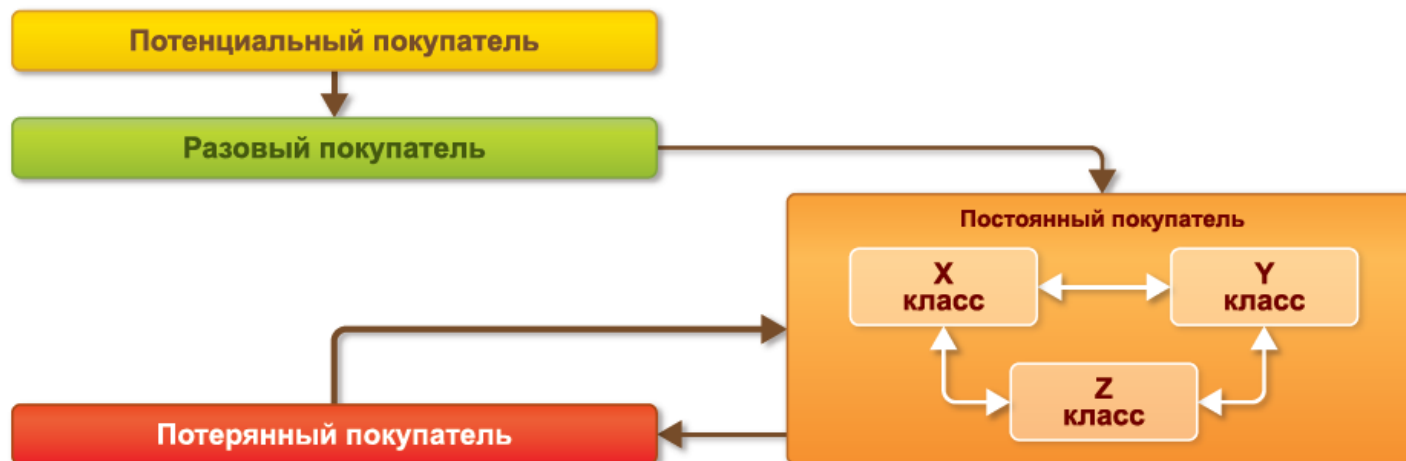 Потенциальный покупатель
Разовый покупатель
Постоянный покупатель
X
класс
Y
класс
Z
класс
Потерянный покупатель